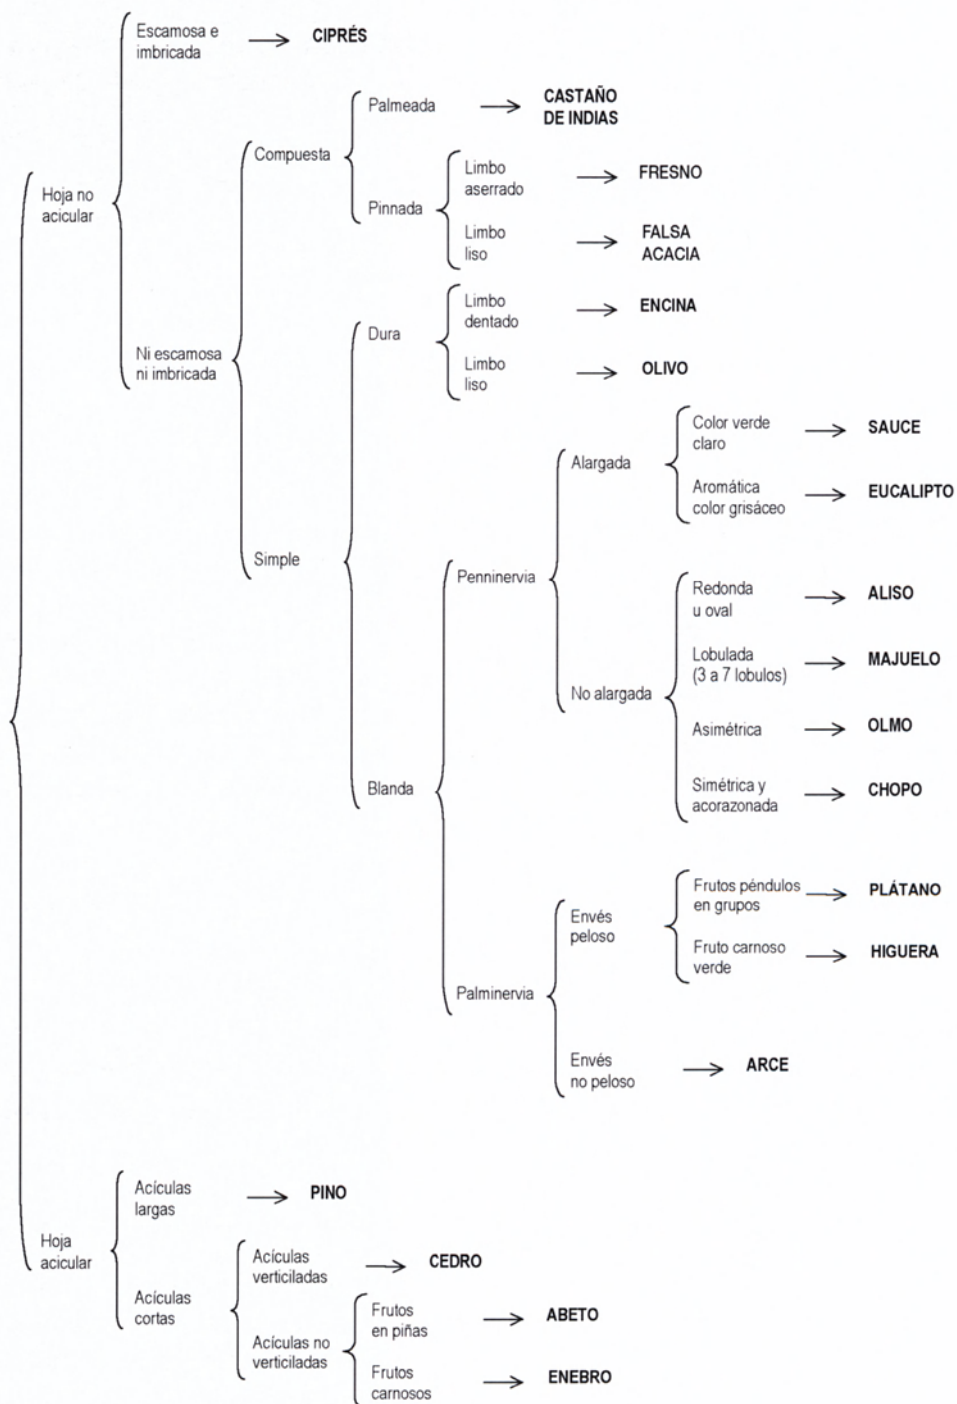 Escamosa e
imbricada
CIPRÉS
Palmeada
CASTAÑO
DE INDIAS
Compuesta
Limbo
aserrado
FRESNO
Hoja no
acicular
Pinnada
Limbo
liso
FALSA
ACACIA
Limbo
dentado
ENCINA
Dura
Ni escamosa
ni imbricada
Limbo
liso
OLIVO
Color verde
claro
SAUCE
Alargada
Aromática
color grisáceo
EUCALIPTO
Simple
Penninervia
Redonda
u oval
ALISO
Lobulada
(3 a 7 lobulos)
MAJUELO
No alargada
Asimétrica
OLMO
Blanda
Simétrica y
acorazonada
CHOPO
Frutos péndulos
en grupos
PLÁTANO
Envés
peloso
Fruto carnoso
verde
HIGUERA
Palminervia
Envés
no peloso
ARCE
Acículas
largas
PINO
Hoja
acicular
Acículas
verticiladas
CEDRO
Acículas
cortas
Frutos
en piñas
ABETO
Acículas no
verticiladas
Frutos
carnosos
ENEBRO